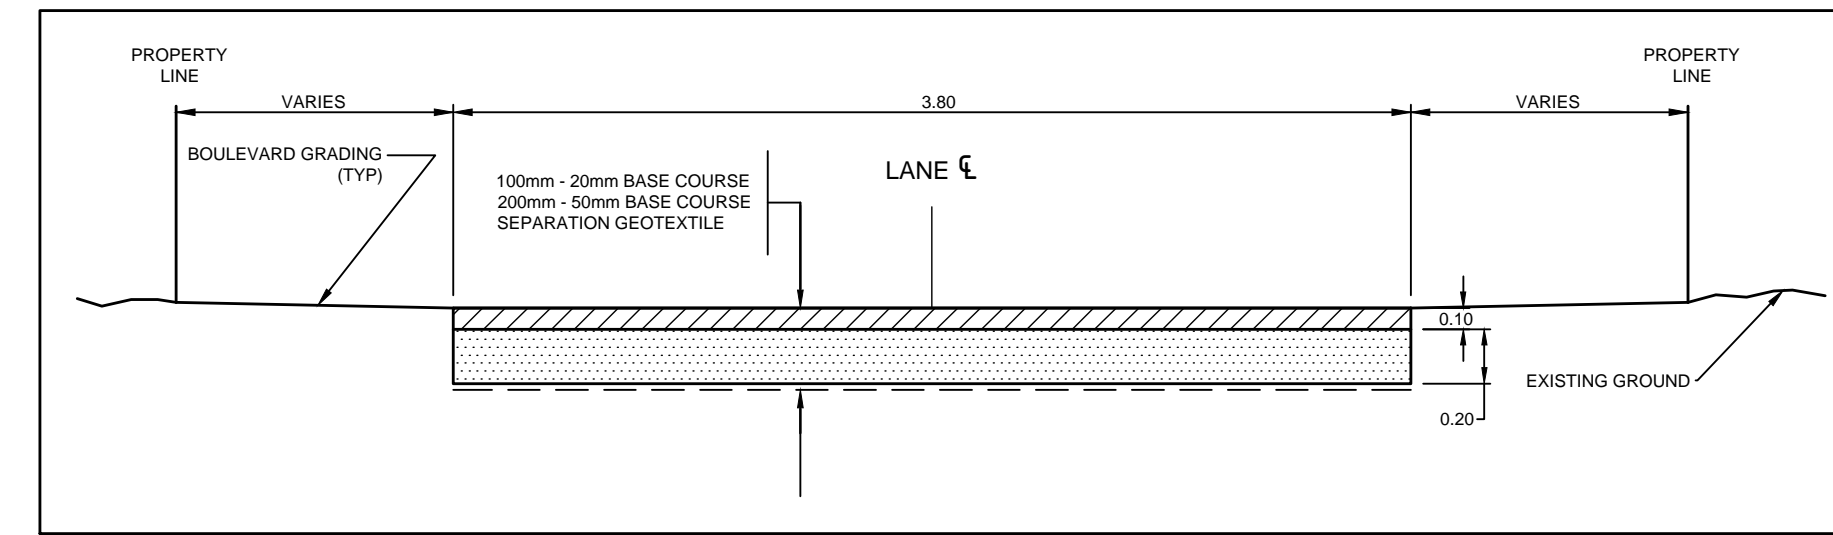 PROPERTY
LINE
PROPERTY
LINE
VARIES
3.80
VARIES
BOULEVARD GRADING
(TYP)
100mm - 20mm BASE COURSE
200mm - 50mm BASE COURSE
SEPARATION GEOTEXTILE
LANE ℄
0.10
EXISTING GROUND
0.20